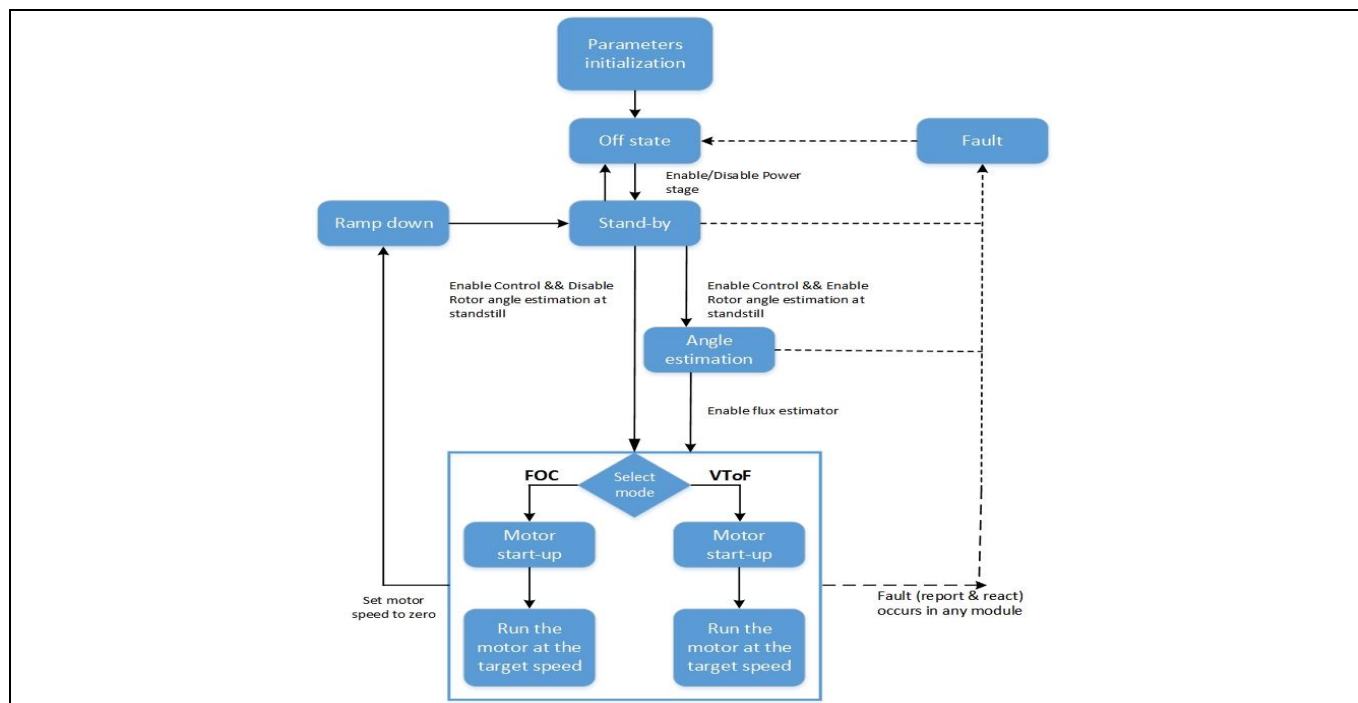 Parameters
initialization
Off state
Fault
Enable/Disable Power
stage
Ramp down
Stand-by
Enable Control && Disable
Rotor angle estimation at
standstill
Enable Control && Enable
Rotor angle estimation at
standstill
Angle
estimation
Enable flux estimator
FOC
Select
mode
VToF
Motor
start-up
Motor
start-up
Set motor
speed to zero
Fault (report & react)
occurs in any module
Run the
motor at the
target speed
Run the
motor at the
target speed